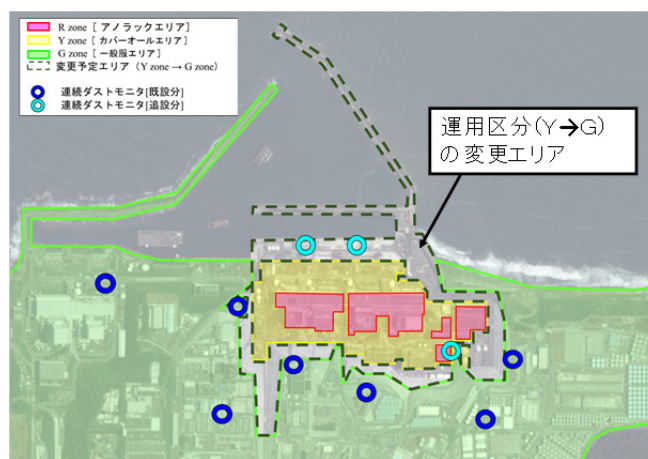 R zone [ アノラックエリア ]
Y zone [ カバーオールエリア ]
G zone [ 一般服エリア ]
変更予定エリア (Y zone → G zone)
連続ダストモニタ[既設分]
連続ダストモニタ[追設分]
運用区分(Y→G)
の変更エリア